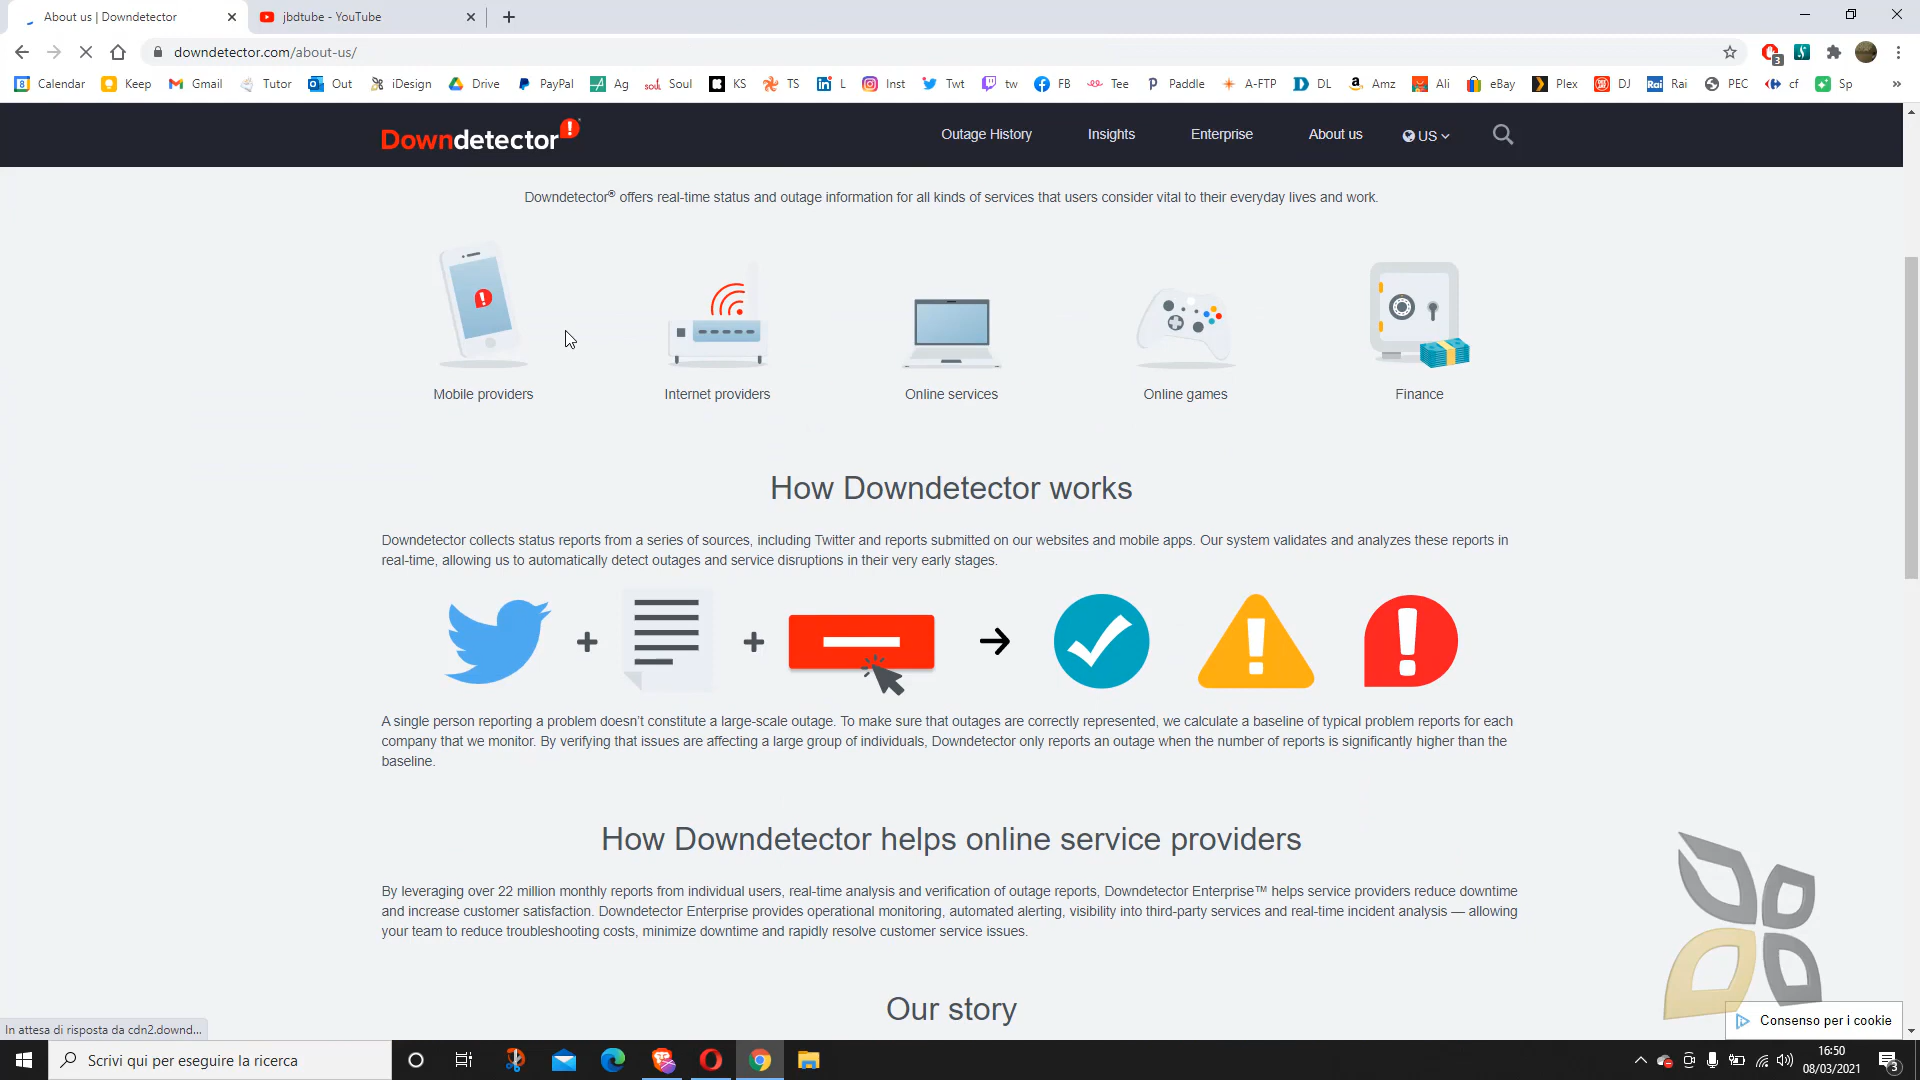 About us | Downdetector
jbdtube - YouTube
downdetector.com/about-us/
3
8 Calendar Keep Gmail Tutor Out iDesign Drive PayPal Ag soul Soul KS TS L Inst Twt tw FB Tee Paddle A-FTP DL Amz Ali eBay Plex DJ Rai Rai PEC cf Sp »
Downdetector
Outage History Insights Enterprise About us US
Downdetector® offers real-time status and outage information for all kinds of services that users consider vital to their everyday lives and work.
Mobile providers Internet providers Online services Online games Finance
How Downdetector works
Downdetector collects status reports from a series of sources, including Twitter and reports submitted on our websites and mobile apps. Our system validates and analyzes these reports in
real-time, allowing us to automatically detect outages and service disruptions in their very early stages.
A single person reporting a problem doesn't constitute a large-scale outage. To make sure that outages are correctly represented, we calculate a baseline of typical problem reports for each
company that we monitor. By verifying that issues are affecting a large group of individuals, Downdetector only reports an outage when the number of reports is significantly higher than the
baseline.
How Downdetector helps online service providers
By leveraging over 22 million monthly reports from individual users, real-time analysis and verification of outage reports, Downdetector Enterprise™ helps service providers reduce downtime
and increase customer satisfaction. Downdetector Enterprise provides operational monitoring, automated alerting, visibility into third-party services and real-time incident analysis — allowing
your team to reduce troubleshooting costs, minimize downtime and rapidly resolve customer service issues.
Our story
Consenso per i cookie
In attesa di risposta da cdn2.downd...
Scrivi qui per eseguire la ricerca
16:50
08/03/2021
3